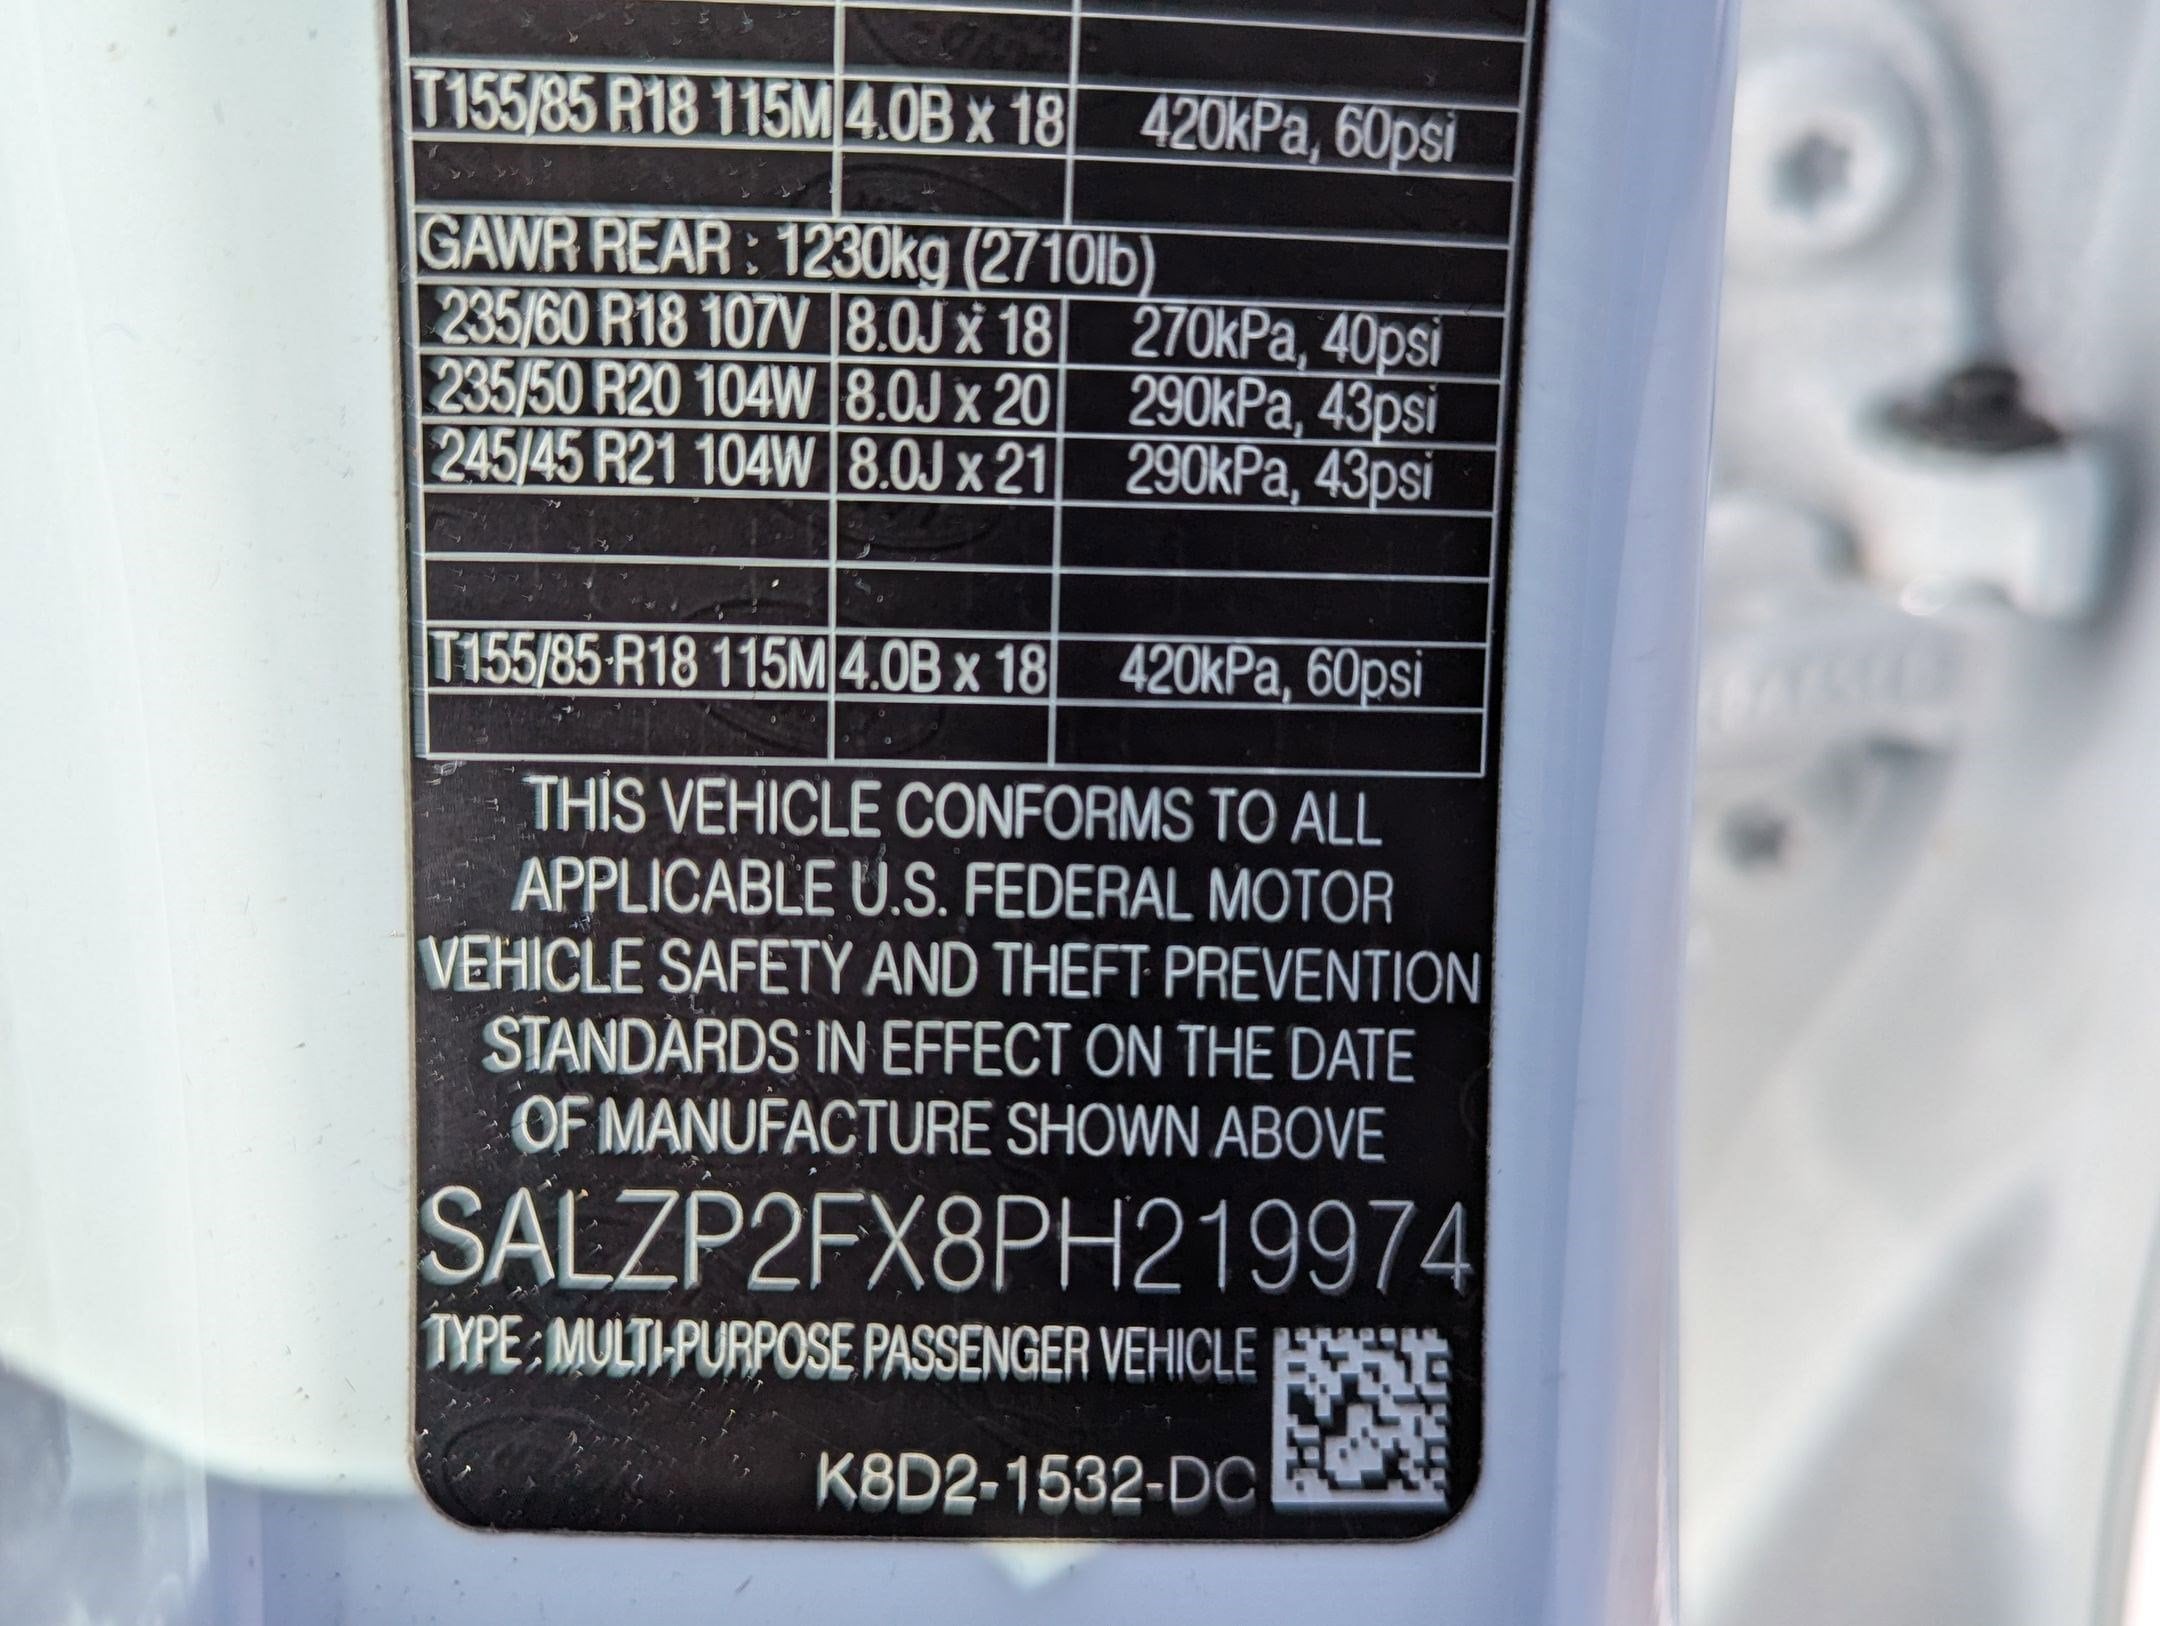 T155/85 R18 115M 4.0B x 18 420kPa, 60psi
GAWR REAR : 1230kg (2710lb)
235/60 R18 107V 8.0J x 18 270kPa, 40psi
235/50 R20 104W 8.0J x 20 290kPa, 43psi
245/45 R21 104W 8.0J x 21 290kPa, 43psi
T155/85 R18 115M 4.0B x 18 420kPa, 60psi
THIS VEHICLE CONFORMS TO ALL
APPLICABLE U.S. FEDERAL MOTOR
VEHICLE SAFETY AND THEFT PREVENTION
STANDARDS IN EFFECT ON THE DATE
OF MANUFACTURE SHOWN ABOVE
SALZP2FX8PH219974
TYPE : MULTI-PURPOSE PASSENGER VEHICLE
K8D2-1532-DC